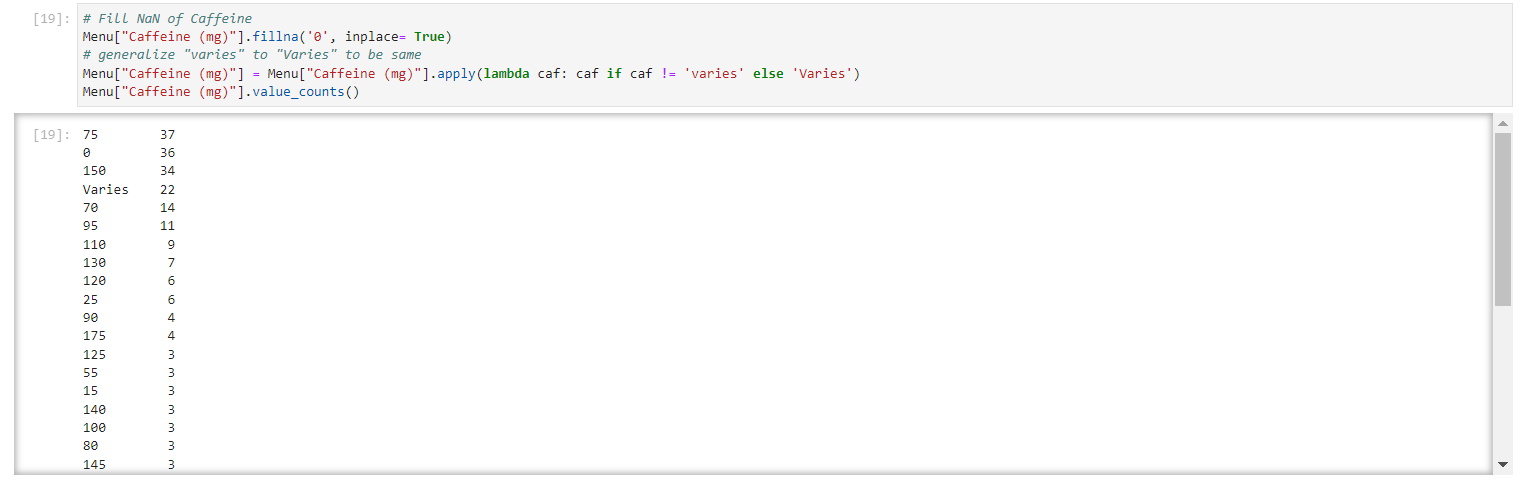 [19]: # Fill NaN of Caffeine
Menu["Caffeine (mg)"].fillna('0', inplace= True)
# generalize "varies" to "Varies" to be same
Menu["Caffeine (mg)"] = Menu["Caffeine (mg)"].apply(lambda caf: caf if caf != 'varies' else 'Varies')
Menu["Caffeine (mg)"].value_counts()
[19]: 75 37
0 36
150 34
Varies 22
70 14
95 11
110 9
130 7
120 6
25 6
90 4
175 4
125 3
55 3
15 3
140 3
100 3
80 3
145 3